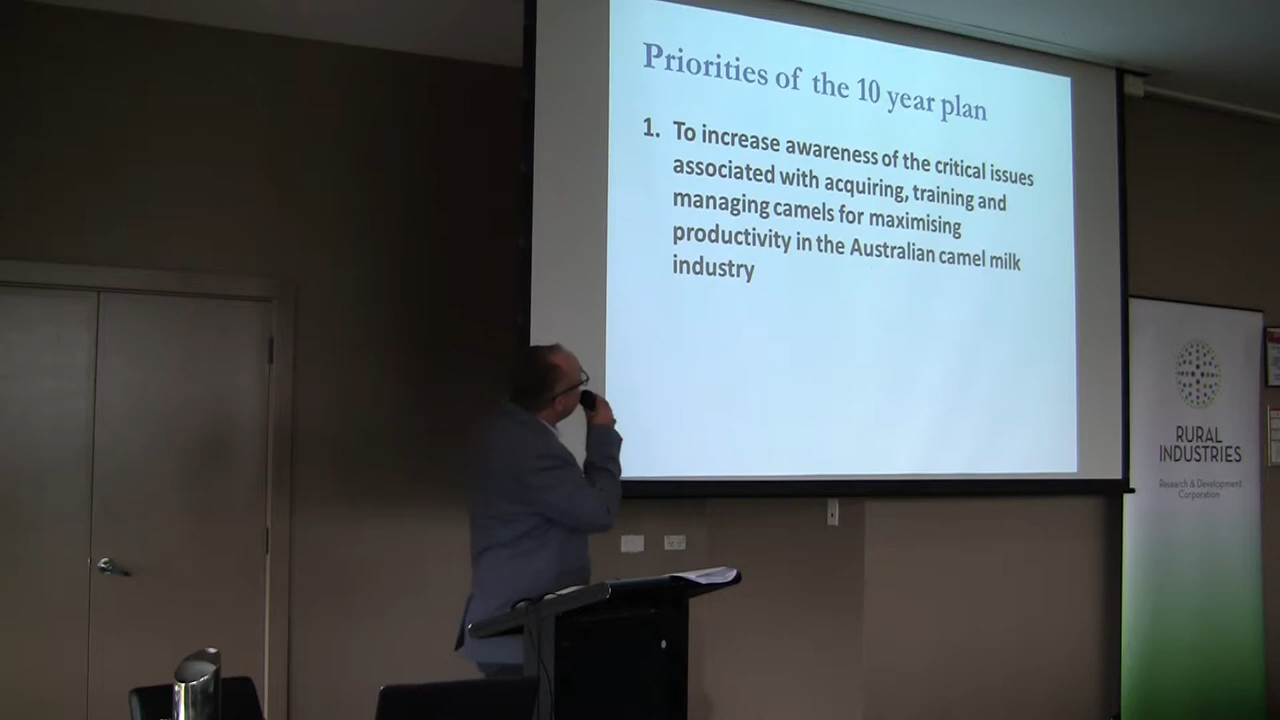 Priorities of the 10 year plan
1. To increase awareness of the critical issues
associated with acquiring, training and
managing camels for maximising
productivity in the Australian camel milk
industry
RURAL
INDUSTRIES
Research & Development
Corporation